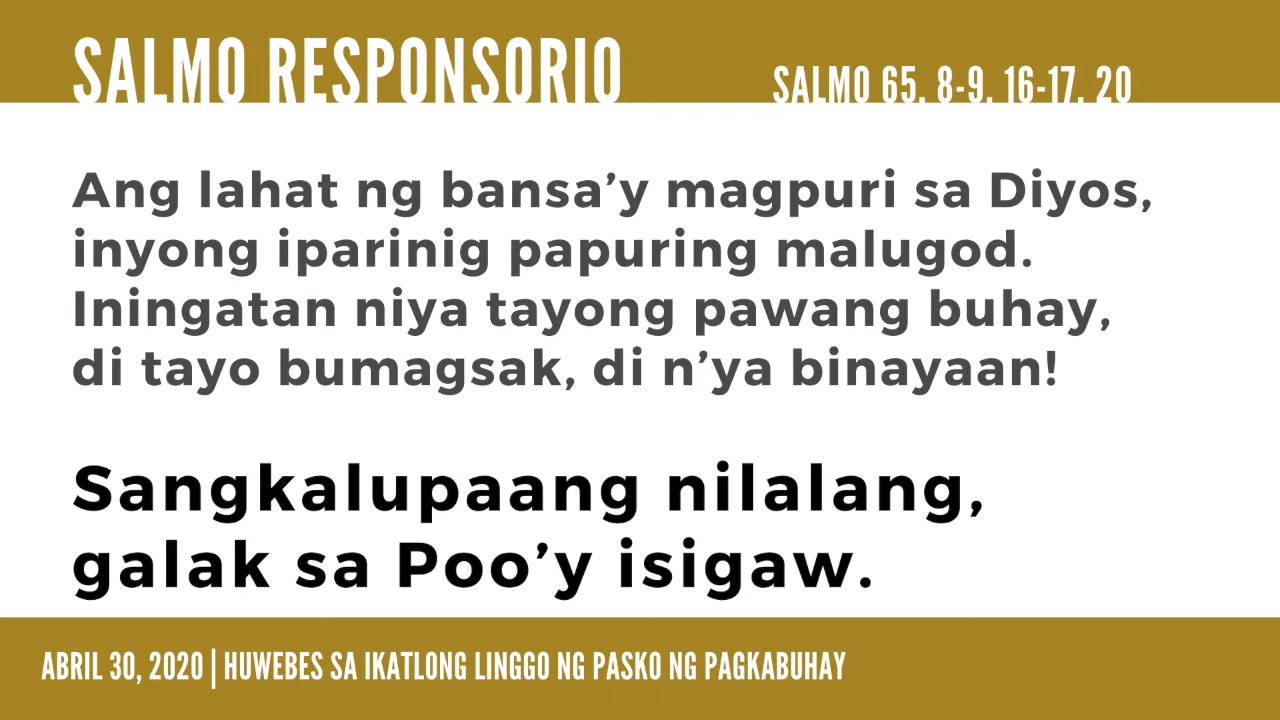 SALMO RESPONSORIO
SALMO 65, 8-9, 16-17, 20
Ang lahat ng bansa’y magpuri sa Diyos,
inyong iparinig papuring malugod.
Iningatan niya tayong pawang buhay,
di tayo bumagsak, di n’ya binayaan!
Sangkalupaang nilalang,
galak sa Poo’y isigaw.
ABRIL 30, 2020 | HUWEBES SA IKATLONG LINGGO NG PASKO NG PAGKABUHAY